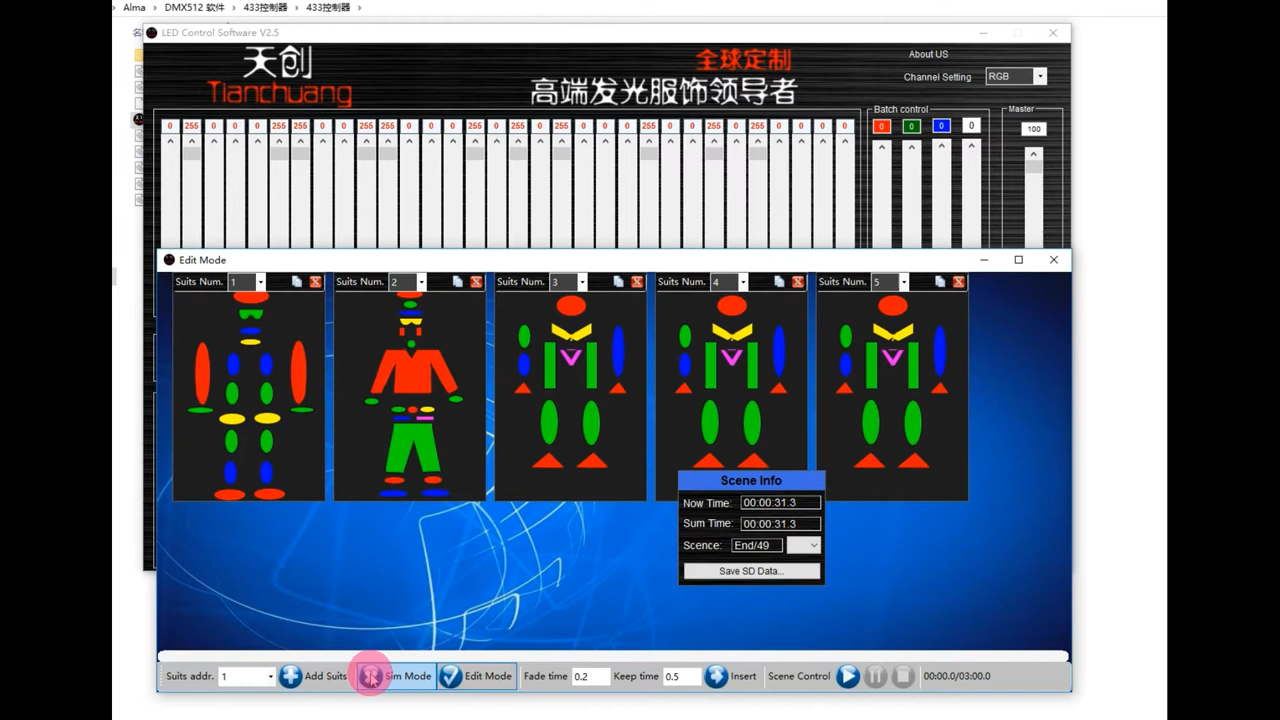 Alma > DMX512 软件 > 433控制器 > 433控制器 >
名
LED Control Software V2.5
天创
Tianchuang
全球定制
高端发光服饰领导者
About US
Channel Setting RGB
Batch control
Master
0 255 0 0 0 255 255 0 0 255 255 0 0 0 0 255 255 0 255 0 0 0 255 0 0 255 0 255 0 0 0 0
0 0 0 0
100
Edit Mode
Suits Num. 1
Suits Num. 2
Suits Num. 3
Suits Num. 4
Suits Num. 5
Scene Info
Now Time: 00:00:31.3
Sum Time: 00:00:31.3
Scence: End/49
Save SD Data...
Suits addr. 1 Add Suits Sim Mode Edit Mode Fade time 0.2 Keep time 0.5 Insert Scene Control 00:00.0/03:00.0